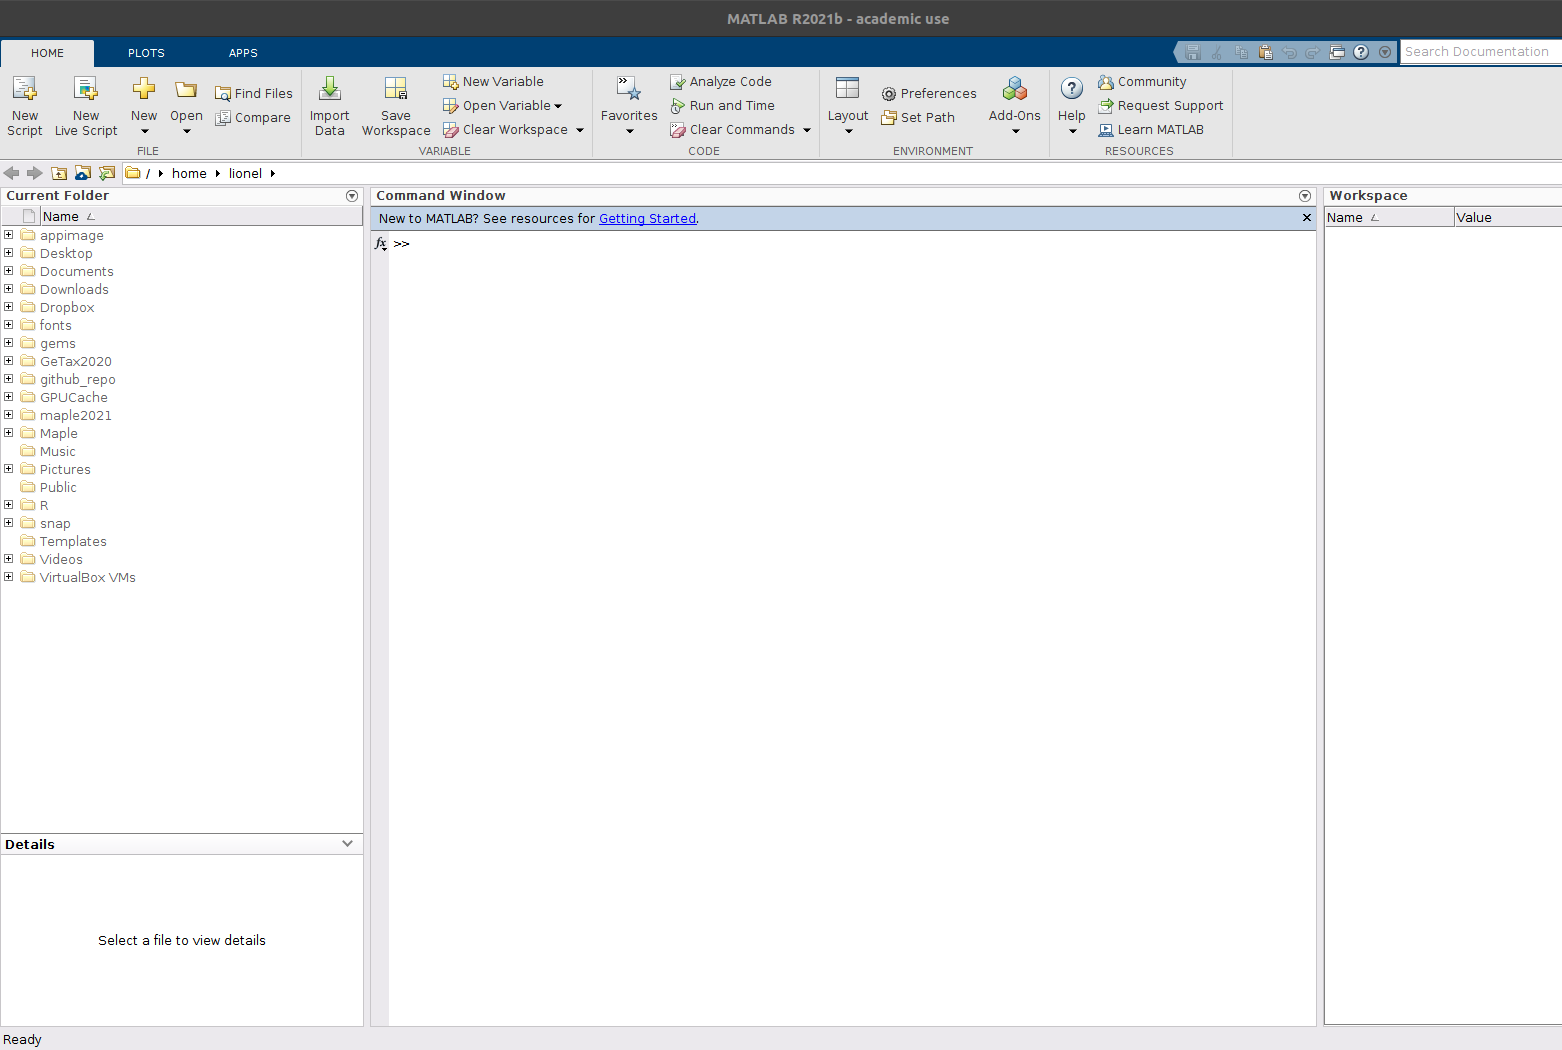 MATLAB R2021b - academic use
HOME PLOTS APPS
Search Documentation
New Script
New Live Script
New
Open
Find Files
Compare
FILE
Import Data
Save Workspace
New Variable
Open Variable
Clear Workspace
VARIABLE
Favorites
Analyze Code
Run and Time
Clear Commands
CODE
Layout
Preferences
Set Path
Add-Ons
ENVIRONMENT
Help
Community
Request Support
Learn MATLAB
RESOURCES
/ home lionel
Current Folder
Name
appimage
Desktop
Documents
Downloads
Dropbox
fonts
gems
GeTax2020
github_repo
GPUCache
maple2021
Maple
Music
Pictures
Public
R
snap
Templates
Videos
VirtualBox VMs
Details
Select a file to view details
Command Window
New to MATLAB? See resources for Getting Started.
fx >>
Workspace
Name Value
Ready